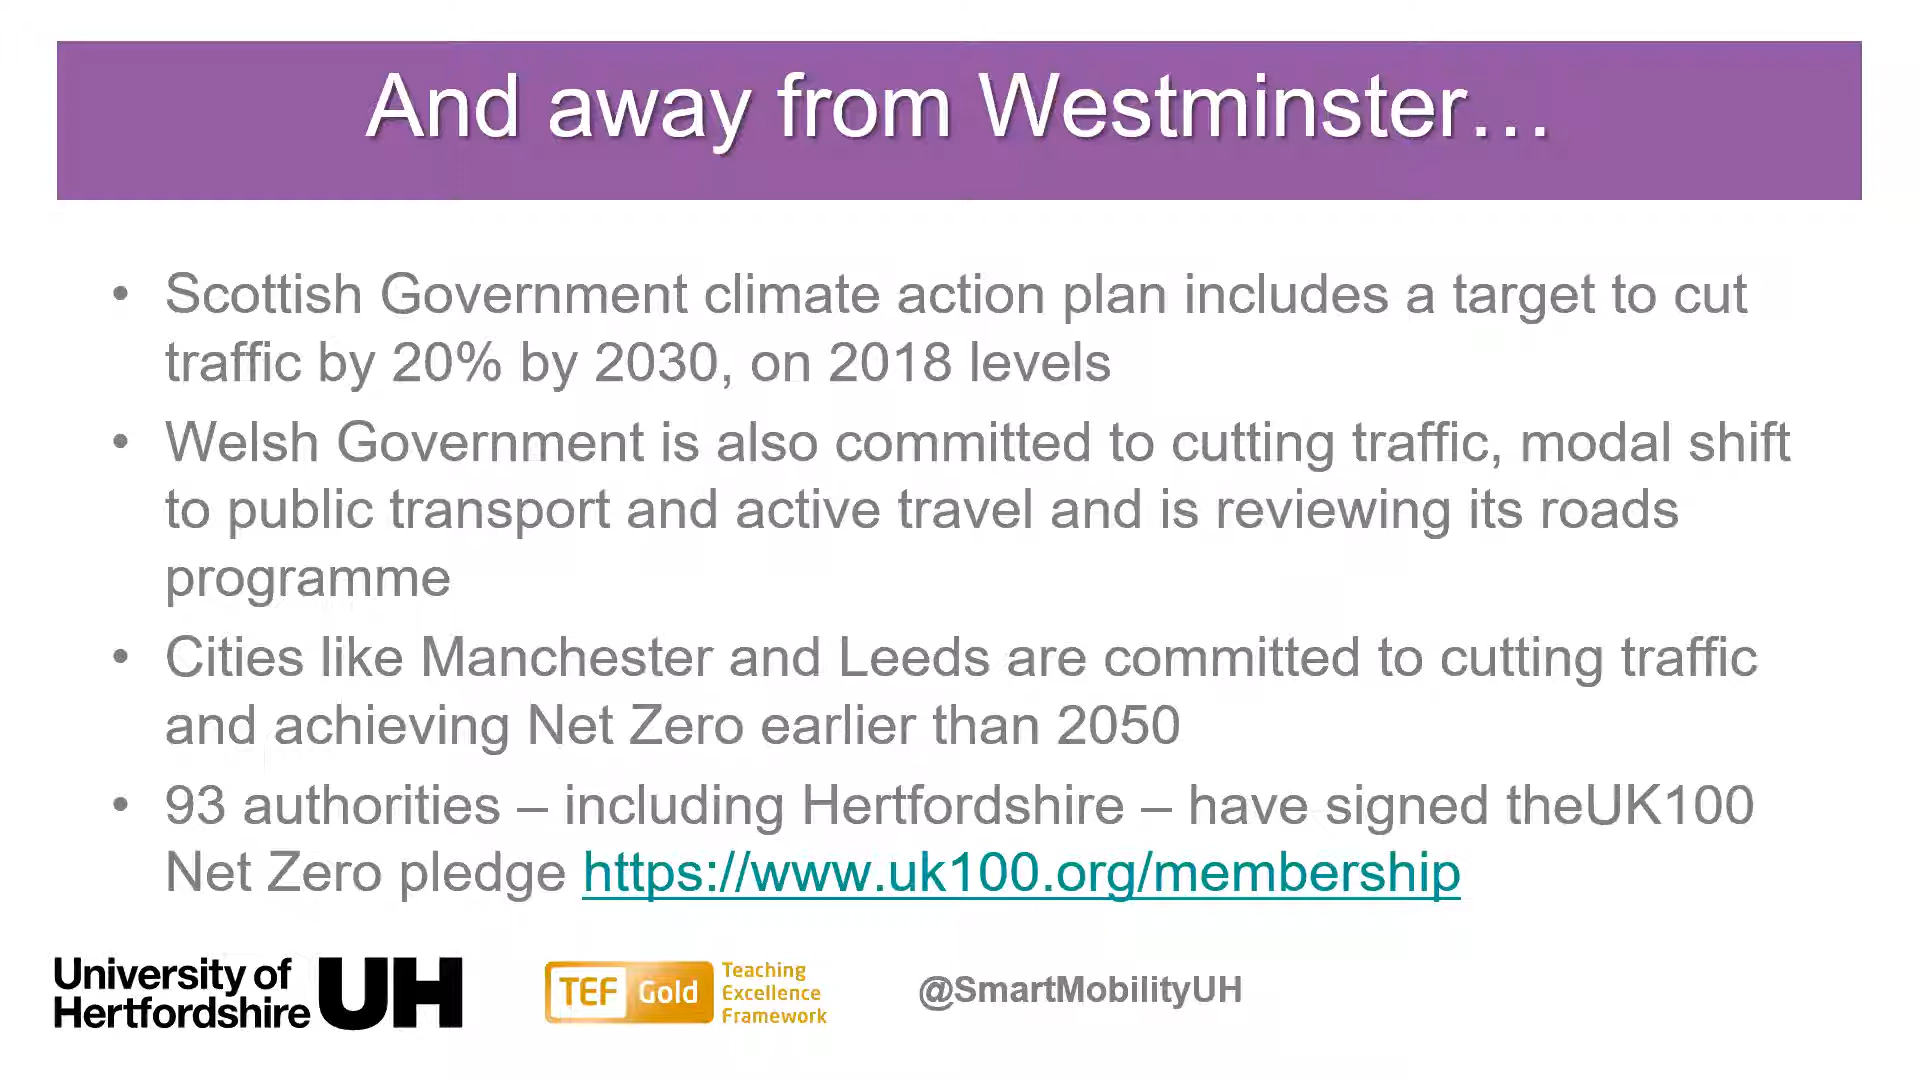 And away from Westminster…
• Scottish Government climate action plan includes a target to cut
traffic by 20% by 2030, on 2018 levels
• Welsh Government is also committed to cutting traffic, modal shift
to public transport and active travel and is reviewing its roads
programme
• Cities like Manchester and Leeds are committed to cutting traffic
and achieving Net Zero earlier than 2050
• 93 authorities – including Hertfordshire – have signed theUK100
Net Zero pledge https://www.uk100.org/membership
University of
Hertfordshire UH
TEF Gold
Teaching
Excellence
Framework
@SmartMobilityUH